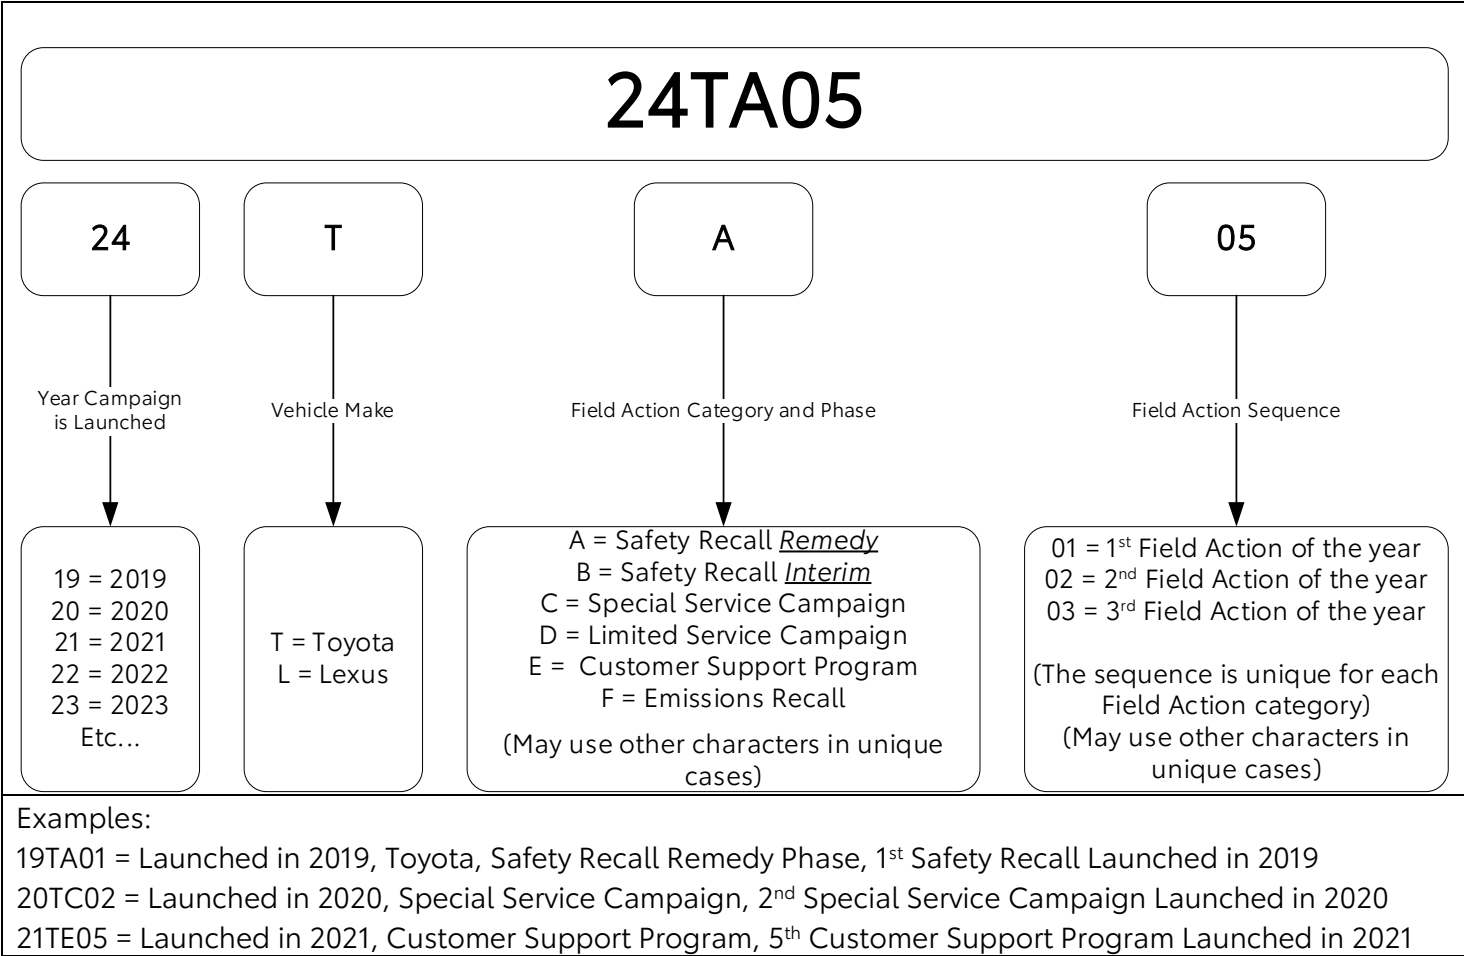 24TA05
24
T
A
05
Year Campaign
is Launched
Vehicle Make
Field Action Category and Phase
Field Action Sequence
19 = 2019
20 = 2020
21 = 2021
22 = 2022
23 = 2023
Etc...
T = Toyota
L = Lexus
A = Safety Recall Remedy
B = Safety Recall Interim
C = Special Service Campaign
D = Limited Service Campaign
E =  Customer Support Program
F = Emissions Recall
(May use other characters in unique
cases)
01 = 1st Field Action of the year
02 = 2nd Field Action of the year
03 = 3rd Field Action of the year
(The sequence is unique for each
Field Action category)
(May use other characters in
unique cases)
Examples:
19TA01 = Launched in 2019, Toyota, Safety Recall Remedy Phase, 1st Safety Recall Launched in 2019
20TC02 = Launched in 2020, Special Service Campaign, 2nd Special Service Campaign Launched in 2020
21TE05 = Launched in 2021, Customer Support Program, 5th Customer Support Program Launched in 2021